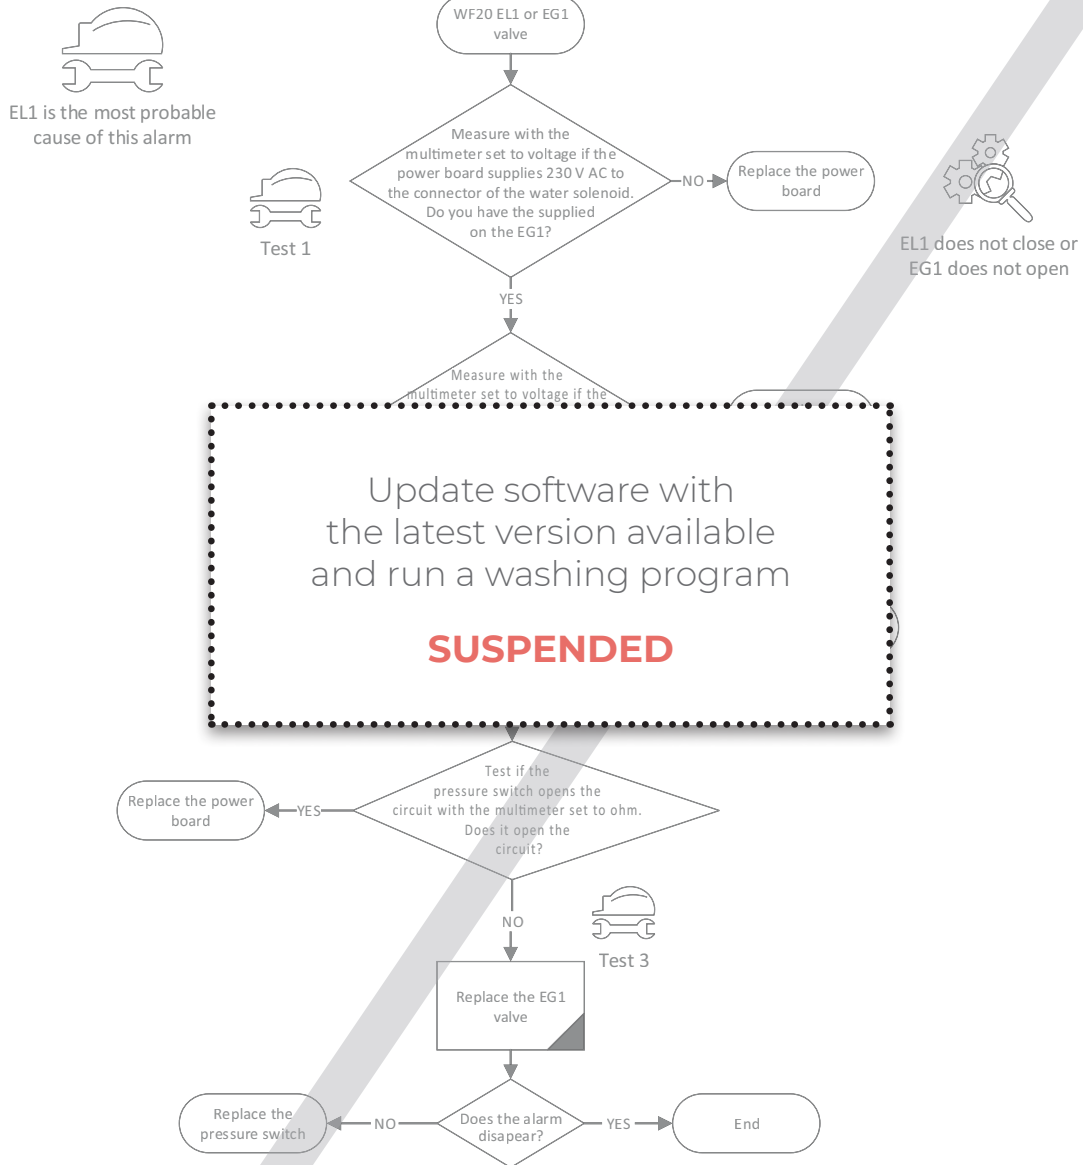 WF20 EL1 or EG1
valve
EL1 is the most probable
cause of this alarm
Measure with the
multimeter set to voltage if the
power board supplies 230 V AC to
the connector of the water solenoid.
Do you have the supplied
on the EG1?
NO
Replace the power
board
Test 1
EL1 does not close or
EG1 does not open
YES
Measure with the
multimeter set to voltage if the
Update software with
the latest version available
and run a washing program
SUSPENDED
Test if the
pressure switch opens the
circuit with the multimeter set to ohm.
Does it open the
circuit?
YES
Replace the power
board
NO
Test 3
Replace the EG1
valve
Does the alarm
disapear?
NO
Replace the
pressure switch
YES
End